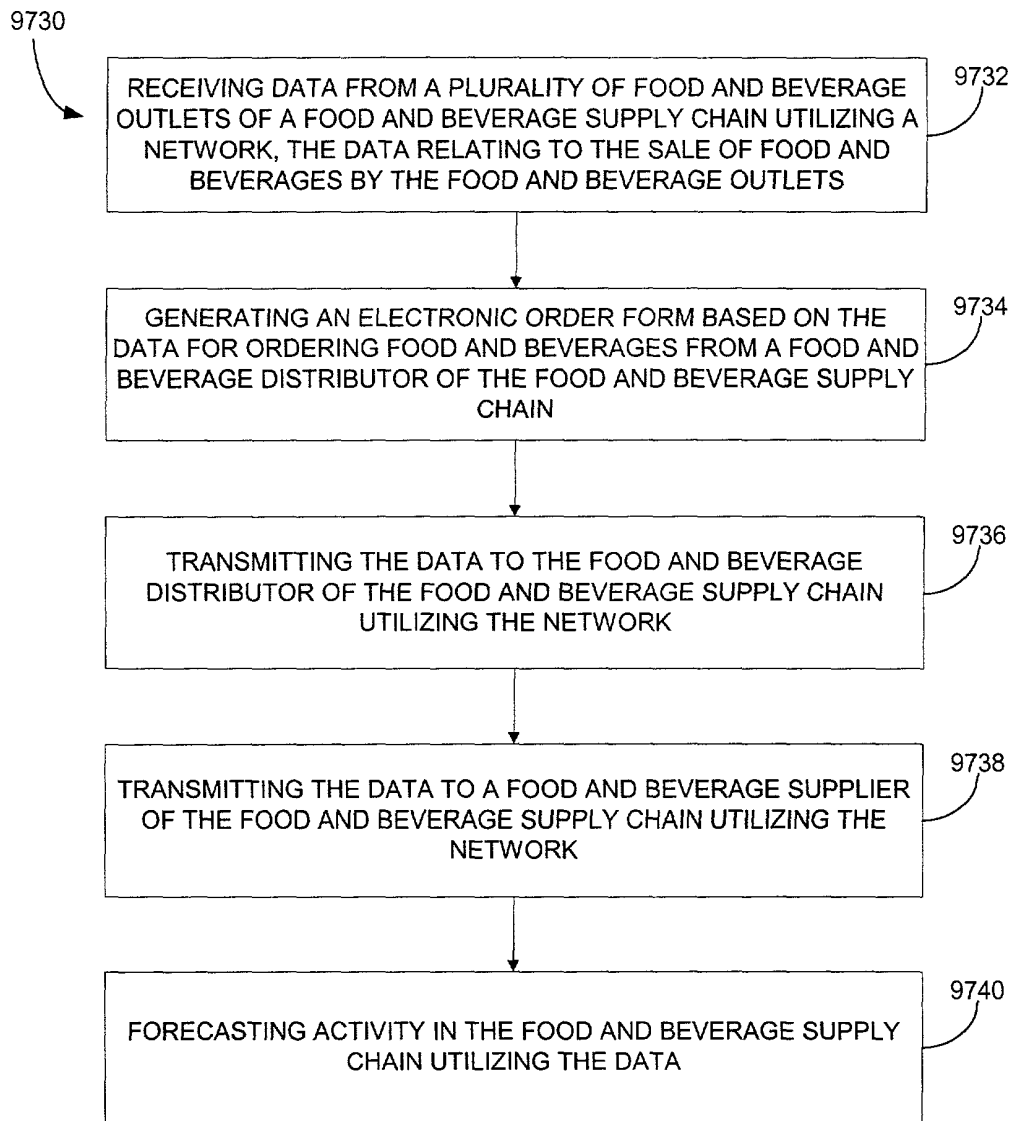 9730
RECEIVING DATA FROM A PLURALITY OF FOOD AND BEVERAGE
OUTLETS OF A FOOD AND BEVERAGE SUPPLY CHAIN UTILIZING A
NETWORK, THE DATA RELATING TO THE SALE OF FOOD AND
BEVERAGES BY THE FOOD AND BEVERAGE OUTLETS
9732
GENERATING AN ELECTRONIC ORDER FORM BASED ON THE
DATA FOR ORDERING FOOD AND BEVERAGES FROM A FOOD AND
BEVERAGE DISTRIBUTOR OF THE FOOD AND BEVERAGE SUPPLY
CHAIN
9734
TRANSMITTING THE DATA TO THE FOOD AND BEVERAGE
DISTRIBUTOR OF THE FOOD AND BEVERAGE SUPPLY CHAIN
UTILIZING THE NETWORK
9736
TRANSMITTING THE DATA TO A FOOD AND BEVERAGE SUPPLIER
OF THE FOOD AND BEVERAGE SUPPLY CHAIN UTILIZING THE
NETWORK
9738
FORECASTING ACTIVITY IN THE FOOD AND BEVERAGE SUPPLY
CHAIN UTILIZING THE DATA
9740